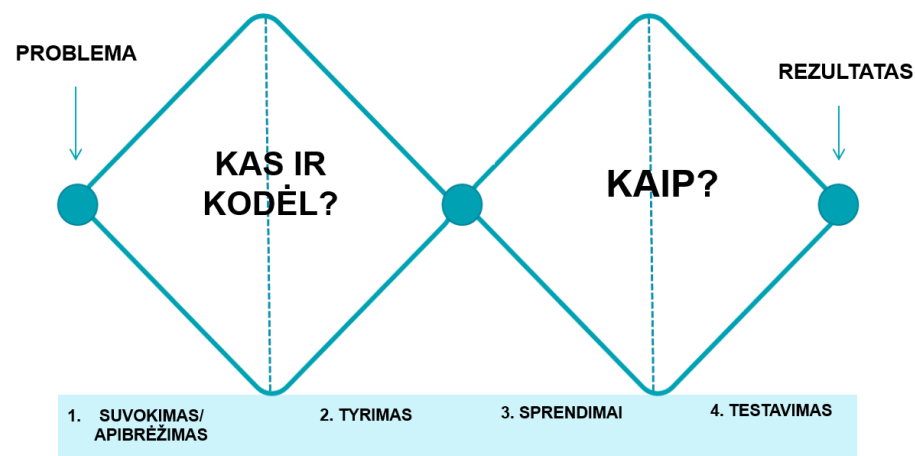 PROBLEMA
REZULTATAS
KAS IR
KODĖL?
KAIP?
1. SUVOKIMAS/
APIBRĖŽIMAS
2. TYRIMAS
3. SPRENDIMAI
4. TESTAVIMAS